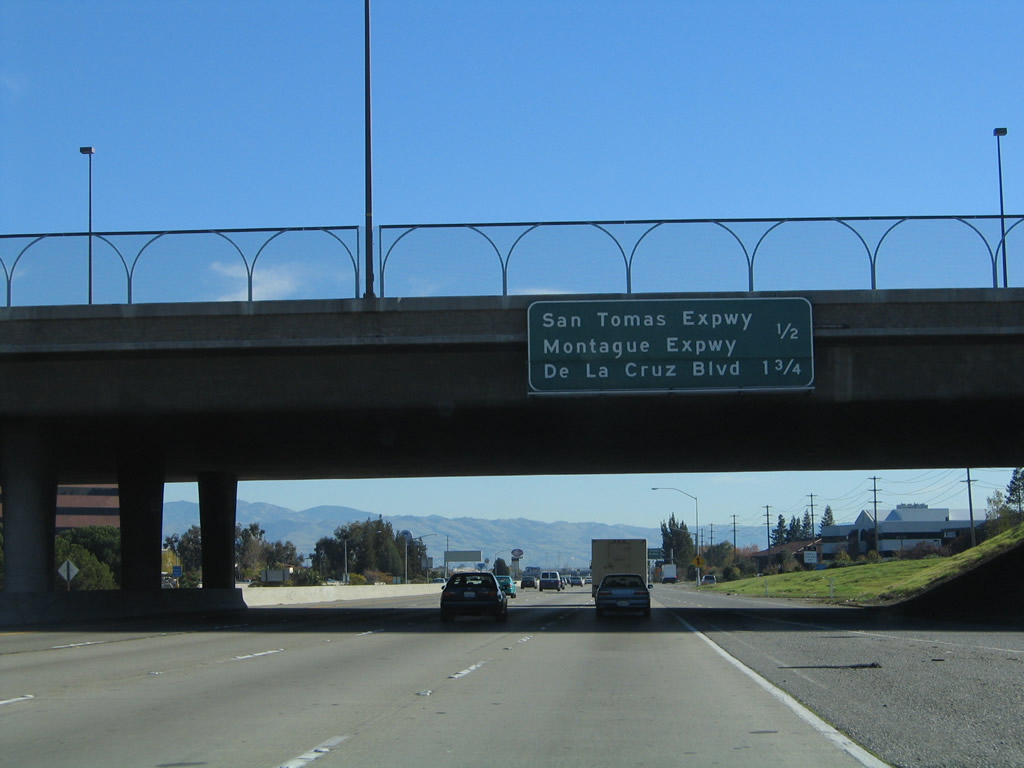 San Tomas Expwy
Montague Expwy 1/2
De La Cruz Blvd 1 3/4